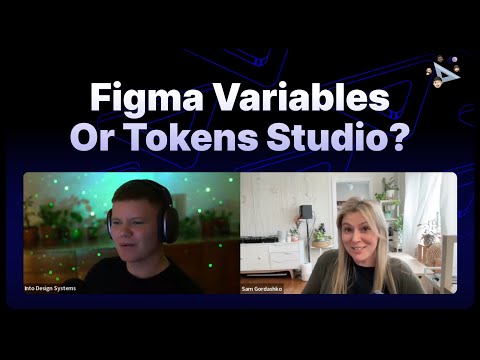 Figma Variables
Or Tokens Studio?
Into Design Systems
Sam Gordashko